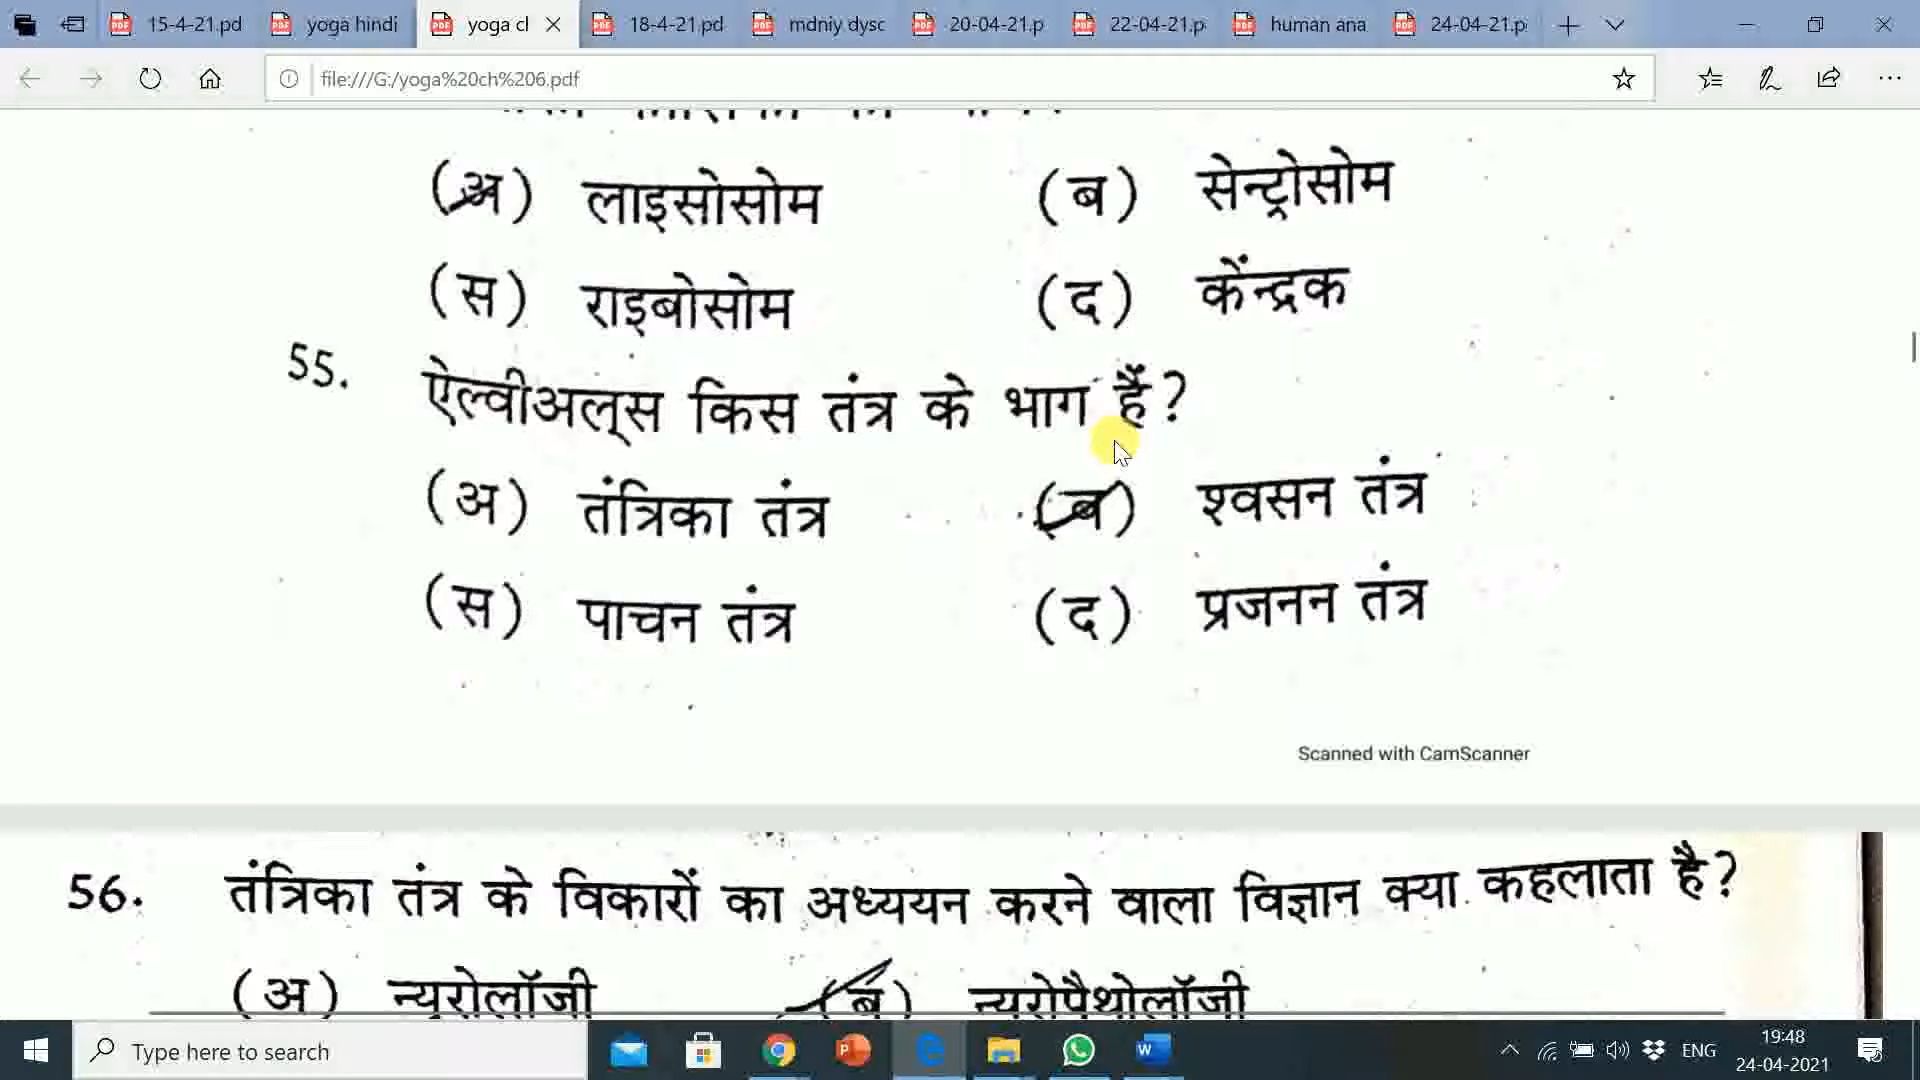 15-4-21.pd yoga hindi yoga cl 18-4-21.pd mdniy dysc 20-04-21.p 22-04-21.p human ana 24-04-21.p
file:///G:/yoga%20ch%206.pdf
(अ) लाइसोसोम (ब) सेन्ट्रोसोम
(स) राइबोसोम (द) केंन्द्रक
55. ऐल्वीअल्स किस तंत्र के भाग हैं?
(अ) तंत्रिका तंत्र (ब) श्वसन तंत्र
(स) पाचन तंत्र (द) प्रजनन तंत्र
Scanned with CamScanner
56. तंत्रिका तंत्र के विकारों का अध्ययन करने वाला विज्ञान क्या कहलाता है?
(अ) न्यूरोलॉजी (ब) न्यूरोपैथोलॉजी
Type here to search ENG 19:48
24-04-2021